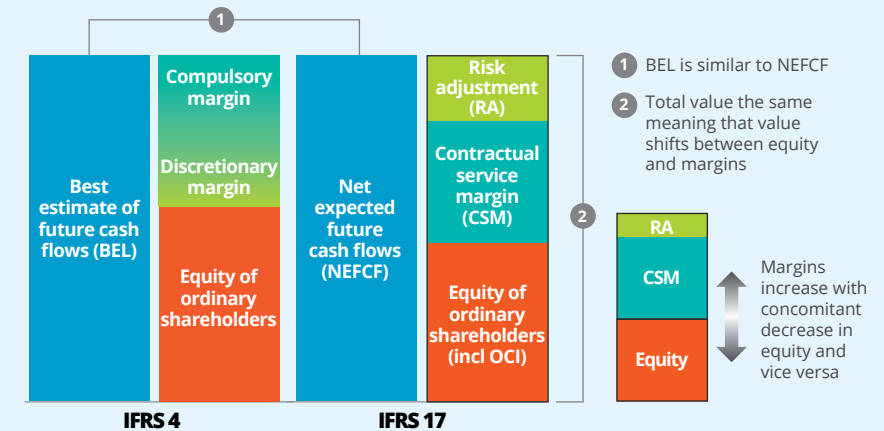 1
Best
estimate of
future cash
flows (BEL)
Compulsory
margin
Discretionary
margin
Equity of
ordinary
shareholders
Net
expected
future
cash flows
(NEFCF)
Risk
adjustment
(RA)
Contractual
service
margin
(CSM)
Equity of
ordinary
shareholders
(incl OCI)
2
IFRS 4
IFRS 17
1 BEL is similar to NEFCF
2 Total value the same
meaning that value
shifts between equity
and margins
RA
CSM
Equity
Margins
increase with
concomitant
decrease in
equity and
vice versa